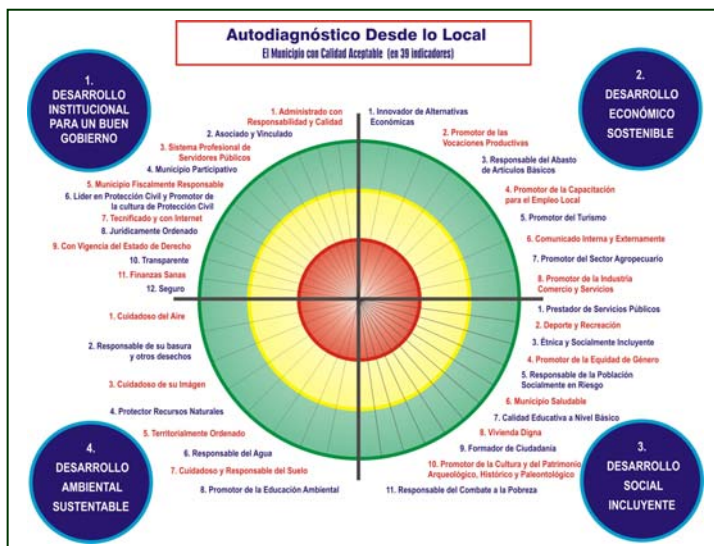 Autodiagnóstico Desde lo Local
El Municipio con Calidad Aceptable (en 39 indicadores)
1.
DESARROLLO
INSTITUCIONAL
PARA UN BUEN
GOBIERNO
1. Administrado con
Responsabilidad y Calidad
2. Asociado y Vinculado
3. Sistema Profesional de
Servidores Públicos
4. Municipio Participativo
5. Municipio Fiscalmente Responsable
6. Lider en Protección Civil y Promotor de
la cultura de Protección Civil
7. Tecnificado y con Internet
8. Juridicamente Ordenado
9. Con Vigencia del Estado de Derecho
10. Transparente
11. Finanzas Sanas
12. Seguro
2.
DESARROLLO
ECONÓMICO
SOSTENIBLE
1. Innovador de Alternativas
Económicas
2. Promotor de las
Vocaciones Productivas
3. Responsable del Abasto
de Artículos Básicos
4. Promotor de la Capacitación
para el Empleo Local
5. Promotor del Turismo
6. Comunicado Interna y Externamente
7. Promotor del Sector Agropecuario
8. Promotor de la Industria
Comercio y Servicios
1. Prestador de Servicios Públicos
2. Deporte y Recreación
3. Étnica y Socialmente Incluyente
4. Promotor de la Equidad de Género
5. Responsable de la Población
Socialmente en Riesgo
6. Municipio Saludable
7. Calidad Educativa a Nivel Básico
8. Vivienda Digna
9. Formador de Ciudadanía
10. Promotor de la Cultura y del Patrimonio
Arqueológico, Histórico y Paleontológico
11. Responsable del Combate a la Pobreza
3.
DESARROLLO
SOCIAL
INCLUYENTE
1. Cuidadoso del Aire
2. Responsable de su basura
y otros desechos
3. Cuidadoso de su Imágen
4. Protector Recursos Naturales
5. Territorialmente Ordenado
6. Responsable del Agua
7. Cuidadoso y Responsable del Suelo
8. Promotor de la Educación Ambiental
4.
DESARROLLO
AMBIENTAL
SUSTENTABLE